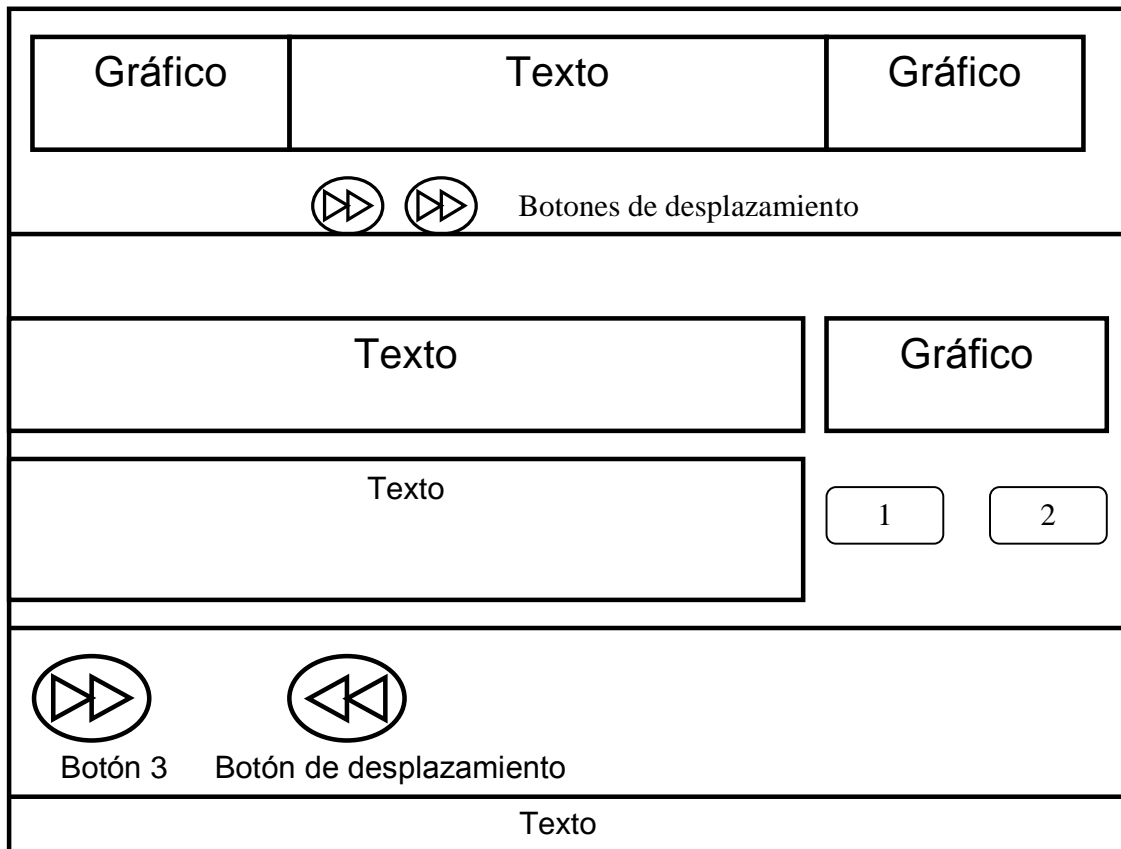 Gráfico Texto Gráfico
Botones de desplazamiento
Texto Gráfico
Texto
1 2
Botón 3 Botón de desplazamiento
Texto